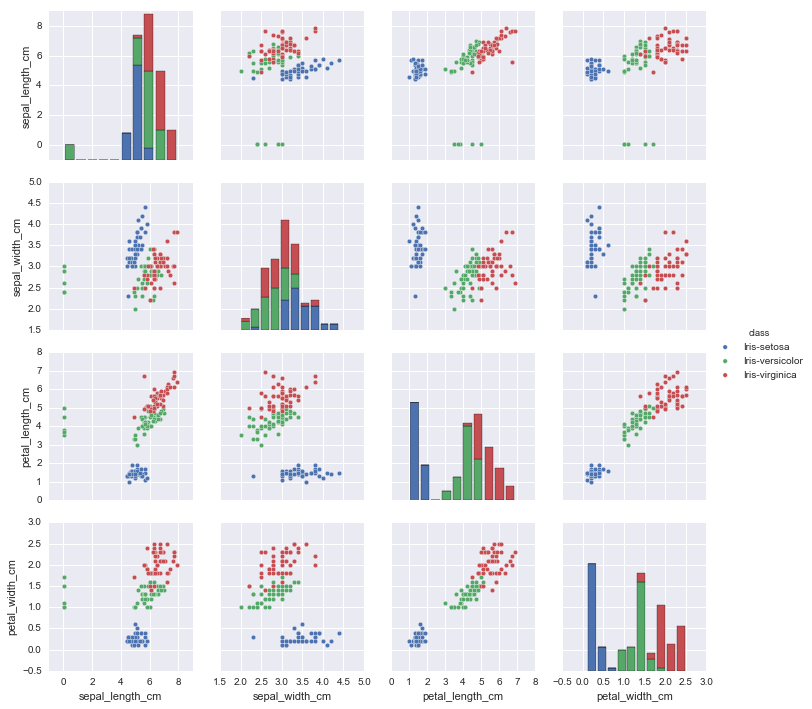 sepal_length_cm
8
6
4
2
0
sepal_width_cm
5.0
4.5
4.0
3.5
3.0
2.5
2.0
1.5
class
Iris-setosa
Iris-versicolor
Iris-virginica
petal_length_cm
8
7
6
5
4
3
2
1
0
petal_width_cm
3.0
2.5
2.0
1.5
1.0
0.5
0.0
−0.5
0 2 4 6 8
1.5 2.0 2.5 3.0 3.5 4.0 4.5 5.0
0 1 2 3 4 5 6 7 8
−0.5 0.0 0.5 1.0 1.5 2.0 2.5 3.0
sepal_length_cm sepal_width_cm petal_length_cm petal_width_cm